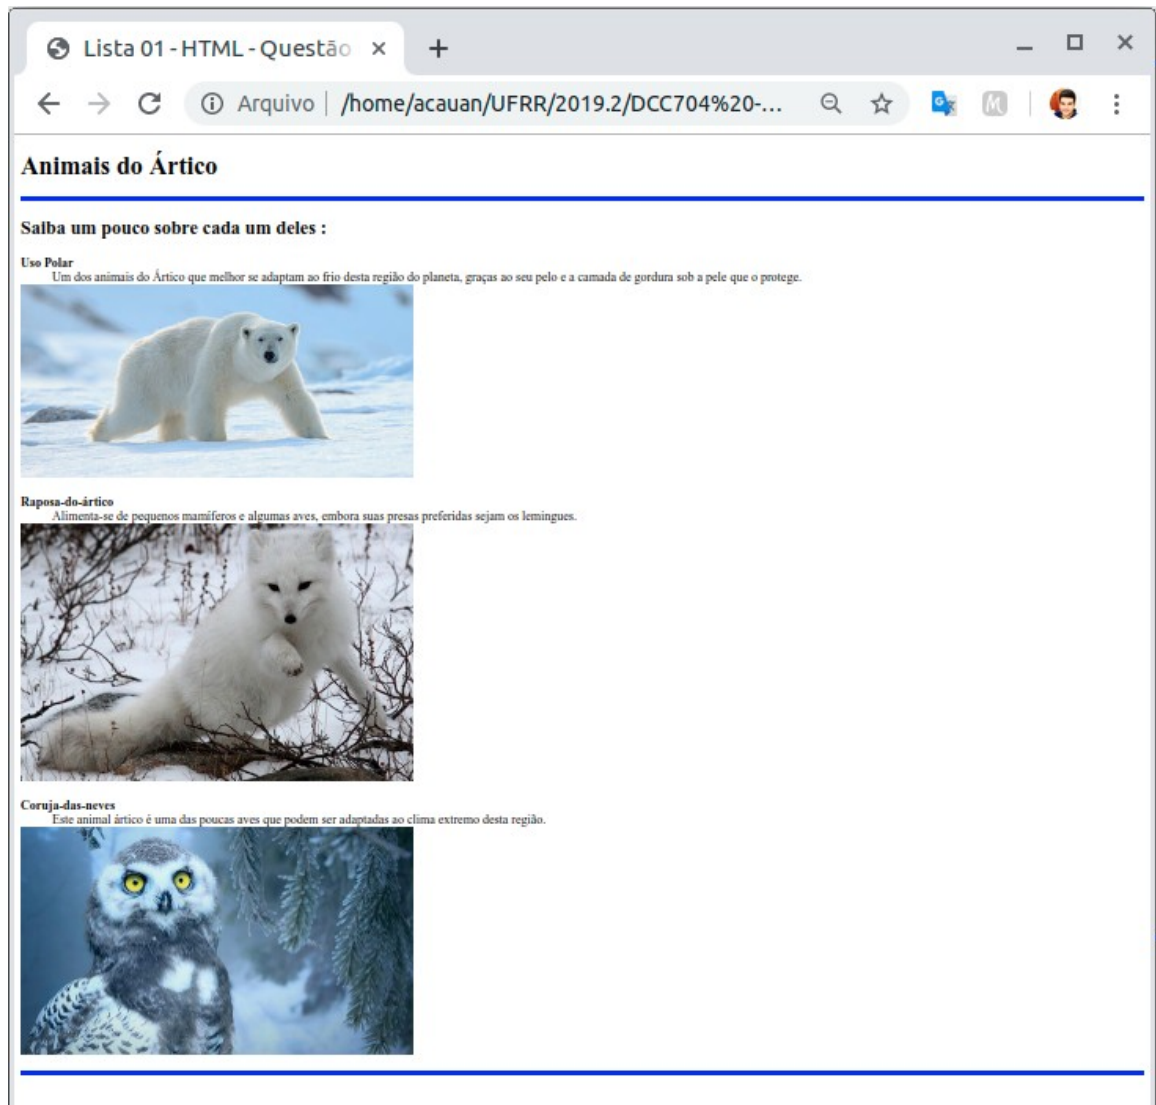 Lista 01 - HTML - Questão
Arquivo /home/acauan/UFRR/2019.2/DCC704%20-...
Animais do Ártico
Saiba um pouco sobre cada um deles :
Uso Polar
Um dos animais do Ártico que melhor se adaptam ao frio desta região do planeta, graças ao seu pelo e a camada de gordura sob a pele que o protege.
Raposa-do-ártico
Alimenta-se de pequenos mamíferos e algumas aves, embora suas presas preferidas sejam os lemingues.
Coruja-das-neves
Este animal ártico é uma das poucas aves que podem ser adaptadas ao clima extremo desta região.